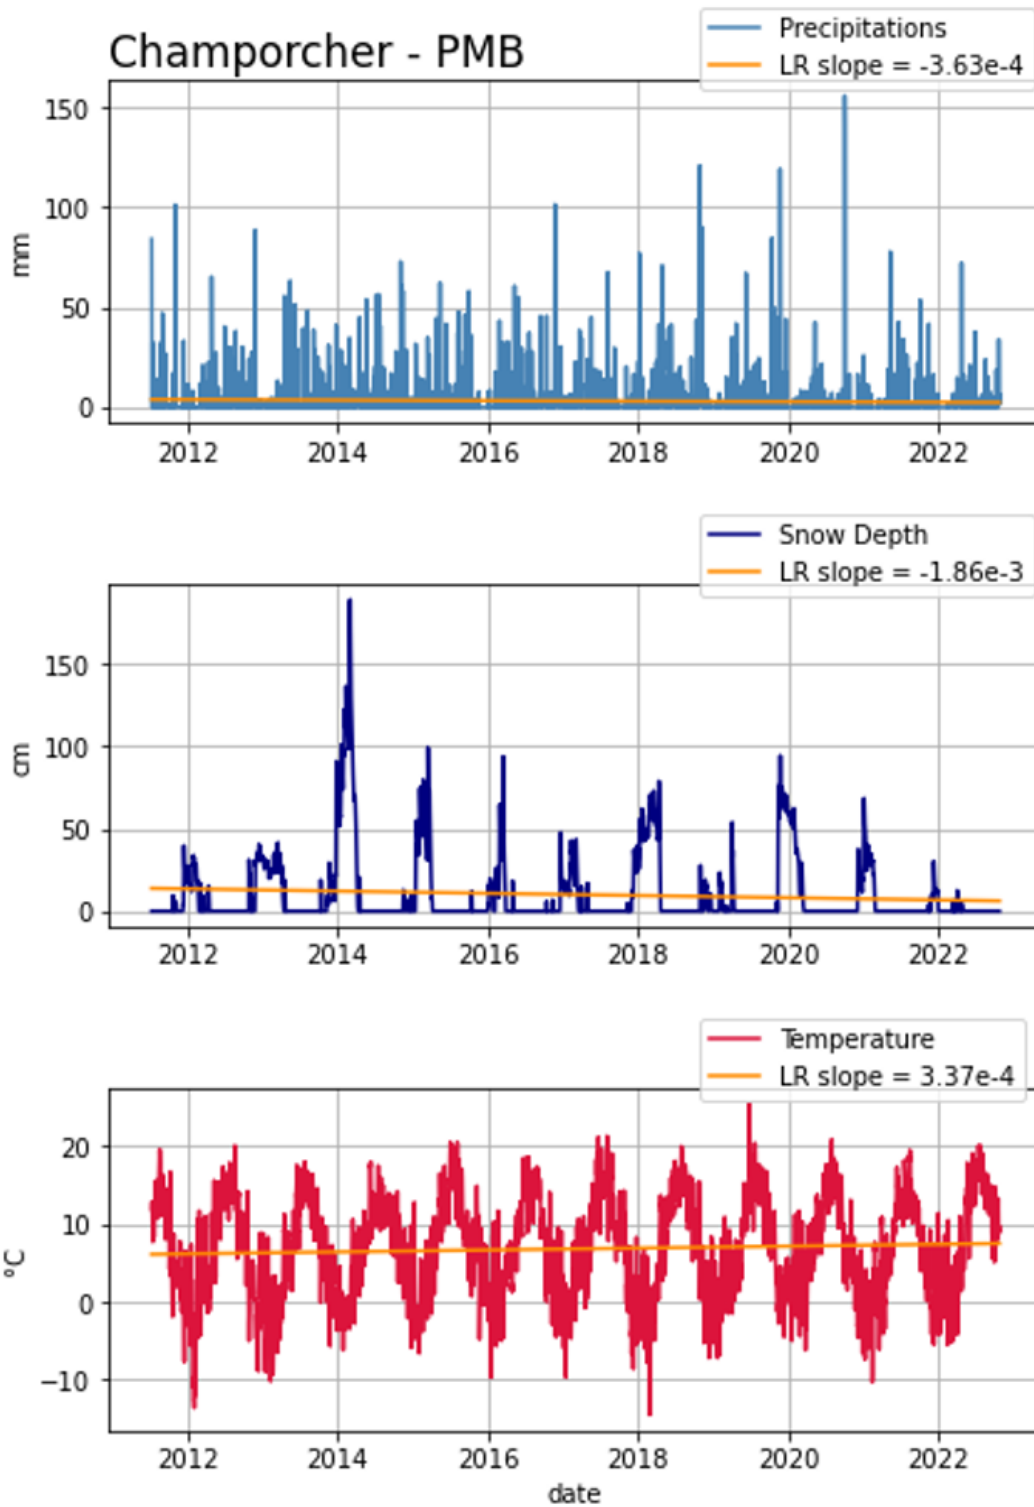 Champorcher - PMB
Precipitations
LR slope = -3.63e-4
150
100
50
0
mm
2012 2014 2016 2018 2020 2022
Snow Depth
LR slope = -1.86e-3
150
100
50
0
cm
2012 2014 2016 2018 2020 2022
Temperature
LR slope = 3.37e-4
20
10
0
−10
°C
2012 2014 2016 2018 2020 2022
date